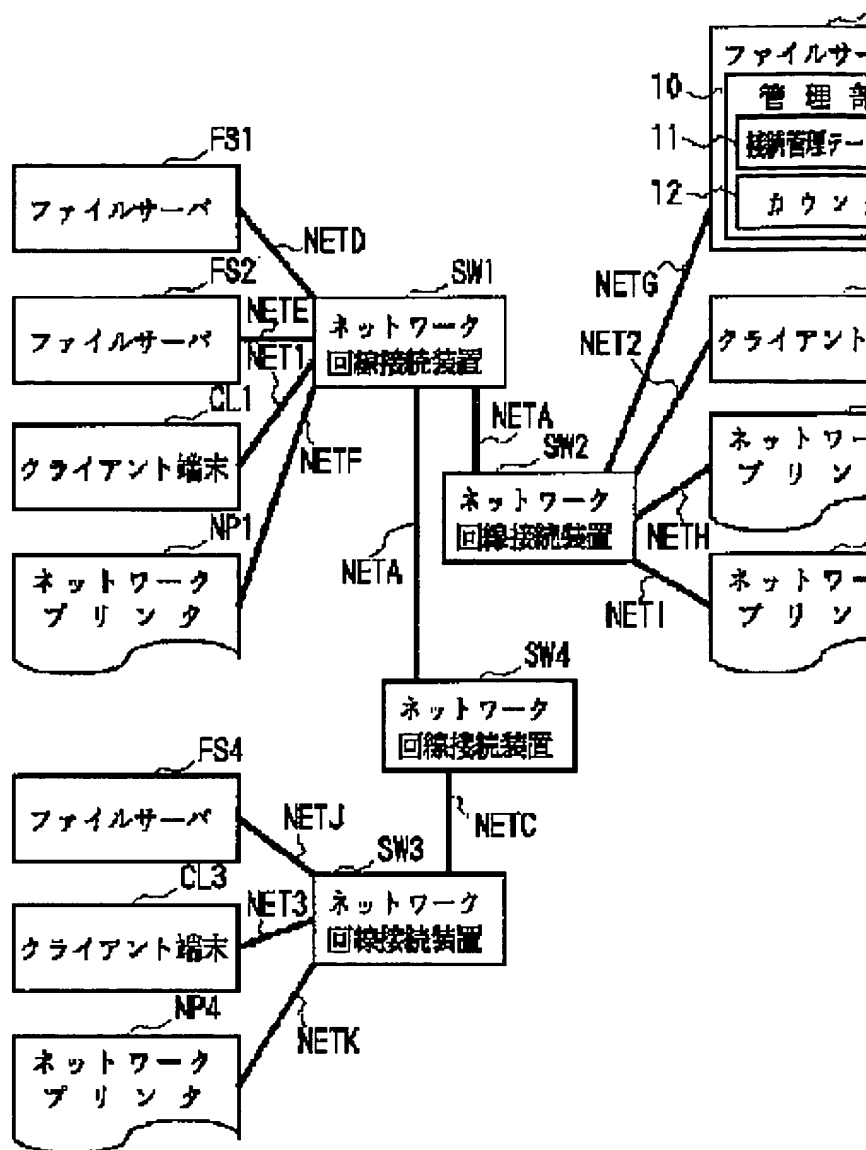 FS1
ファイルサーバ
NETD
FS2
ファイルサーバ
NETE
NET1
CL1
クライアント端末
NETF
NP1
ネットワーク
プリンタ
SW1
ネットワーク
回線接続装置
NETA
SW2
ネットワーク
回線接続装置
NETA
NETG
NET2
NETH
NETI
ファイルサー
10
管理部
11
接続管理テー
12
カウン
クライアント
ネットワー
プリン
ネットワー
プリン
SW4
ネットワーク
回線接続装置
NETC
FS4
ファイルサーバ
NETJ
SW3
ネットワーク
回線接続装置
CL3
クライアント端末
NET3
NP4
ネットワーク
プリンタ
NETK